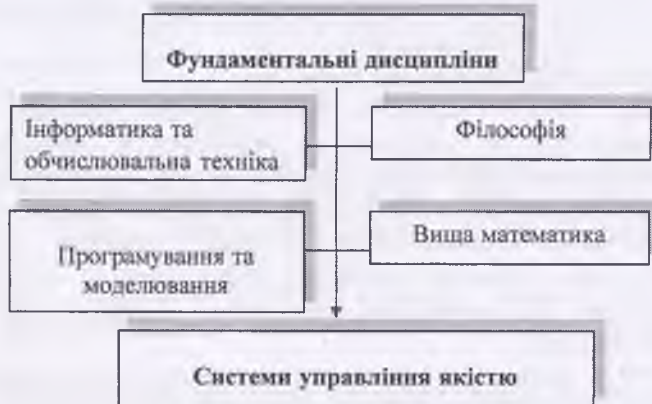 Фундаментальні дисципліни
Інформатика та
обчислювальна техніка
Філософія
Програмування та
моделювання
Вища математика
Системи управління якістю